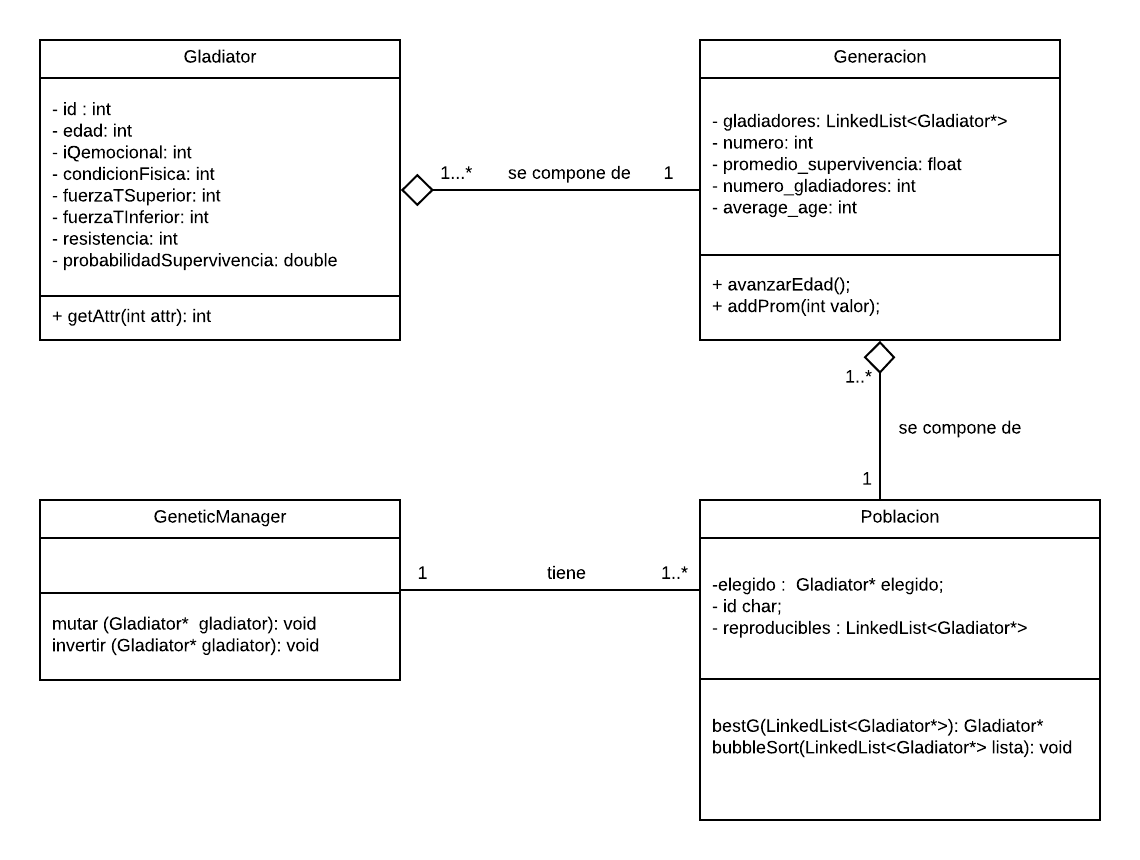 Gladiator
- id : int
- edad: int
- iQemocional: int
- condicionFisica: int
- fuerzaTSuperior: int
- fuerzaTInferior: int
- resistencia: int
- probabilidadSupervivencia: double
+ getAttr(int attr): int
1...*
se compone de
1
Generacion
- gladiadores: LinkedList<Gladiator*>
- numero: int
- promedio_supervivencia: float
- numero_gladiadores: int
- average_age: int
+ avanzarEdad();
+ addProm(int valor);
1..*
se compone de
1
GeneticManager
mutar (Gladiator*  gladiator): void
invertir (Gladiator* gladiator): void
1
tiene
1..*
Poblacion
-elegido :  Gladiator* elegido;
- id char;
- reproducibles : LinkedList<Gladiator*>
bestG(LinkedList<Gladiator*>): Gladiator*
bubbleSort(LinkedList<Gladiator*> lista): void